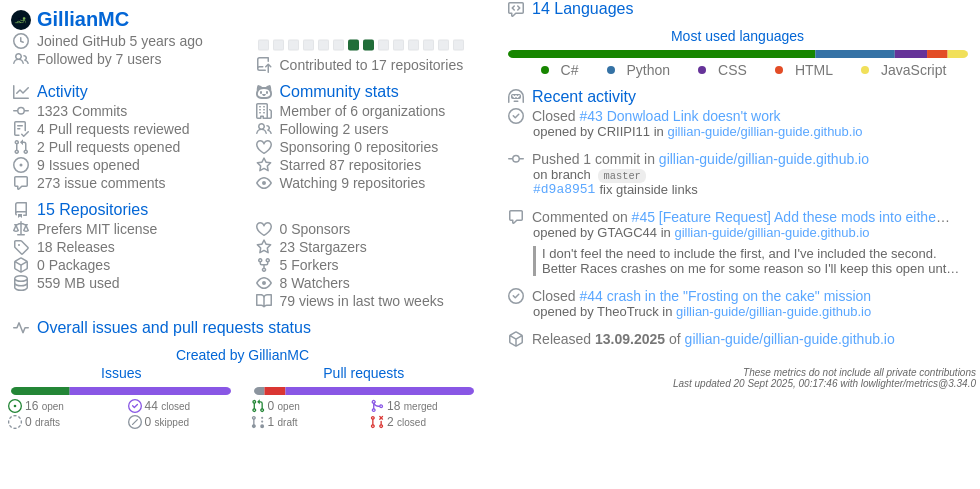 GillianMC
Joined GitHub 5 years ago
Followed by 7 users
Contributed to 17 repositories
Activity
1323 Commits
4 Pull requests reviewed
2 Pull requests opened
9 Issues opened
273 issue comments
Community stats
Member of 6 organizations
Following 2 users
Sponsoring 0 repositories
Starred 87 repositories
Watching 9 repositories
15 Repositories
Prefers MIT license
18 Releases
0 Packages
559 MB used
0 Sponsors
23 Stargazers
5 Forkers
8 Watchers
79 views in last two weeks
Overall issues and pull requests status
Created by GillianMC
Issues
16 open
44 closed
0 drafts
0 skipped
Pull requests
0 open
18 merged
1 draft
2 closed
14 Languages
Most used languages
C# Python CSS HTML JavaScript
Recent activity
Closed #43 Donwload Link doesn't work
opened by CRIIPI11 in gillian-guide/gillian-guide.github.io
Pushed 1 commit in gillian-guide/gillian-guide.github.io
on branch master
#d9a8951 fix gtainside links
Commented on #45 [Feature Request] Add these mods into eithe…
opened by GTAGC44 in gillian-guide/gillian-guide.github.io
I don't feel the need to include the first, and I've included the second.
Better Races crashes on me for some reason so I'll keep this open unt…
Closed #44 crash in the "Frosting on the cake" mission
opened by TheoTruck in gillian-guide/gillian-guide.github.io
Released 13.09.2025 of gillian-guide/gillian-guide.github.io
These metrics do not include all private contributions
Last updated 20 Sept 2025, 00:17:46 with lowlighter/metrics@3.34.0